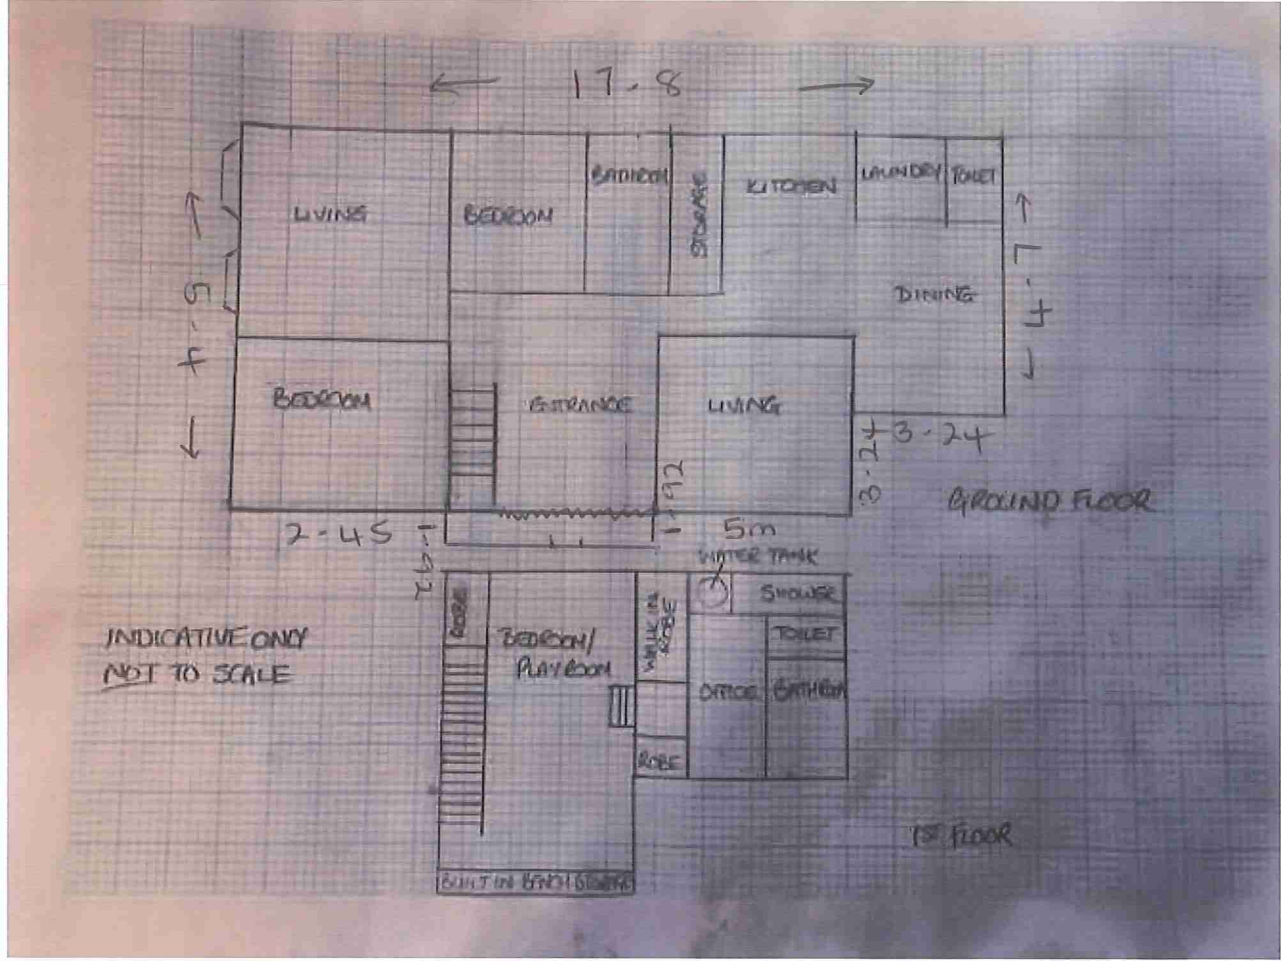 17.8
LIVING
BEDROOM
BATHROOM
STORAGE
KITCHEN
LAUNDRY
TOILET
4.5
DINING
4.7
BEDROOM
ENTRANCE
LIVING
3.24
3.24
GROUND FLOOR
2.45
1.92
1.92
5m
WATER TANK
ROBE
BEDROOM/
PLAYROOM
WALK IN
ROBE
SHOWER
TOILET
OFFICE
BATHROOM
ROBE
INDICATIVE ONLY
NOT TO SCALE
1ST FLOOR
BUILT IN BENCH STORAGE